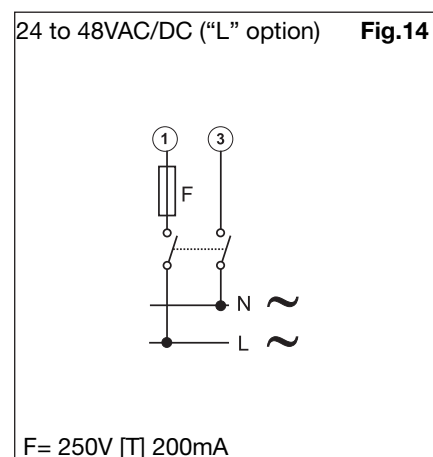 24 to 48VAC/DC (“L” option) Fig.14
1 3
F
N ~
L ~
F= 250V [T] 200mA